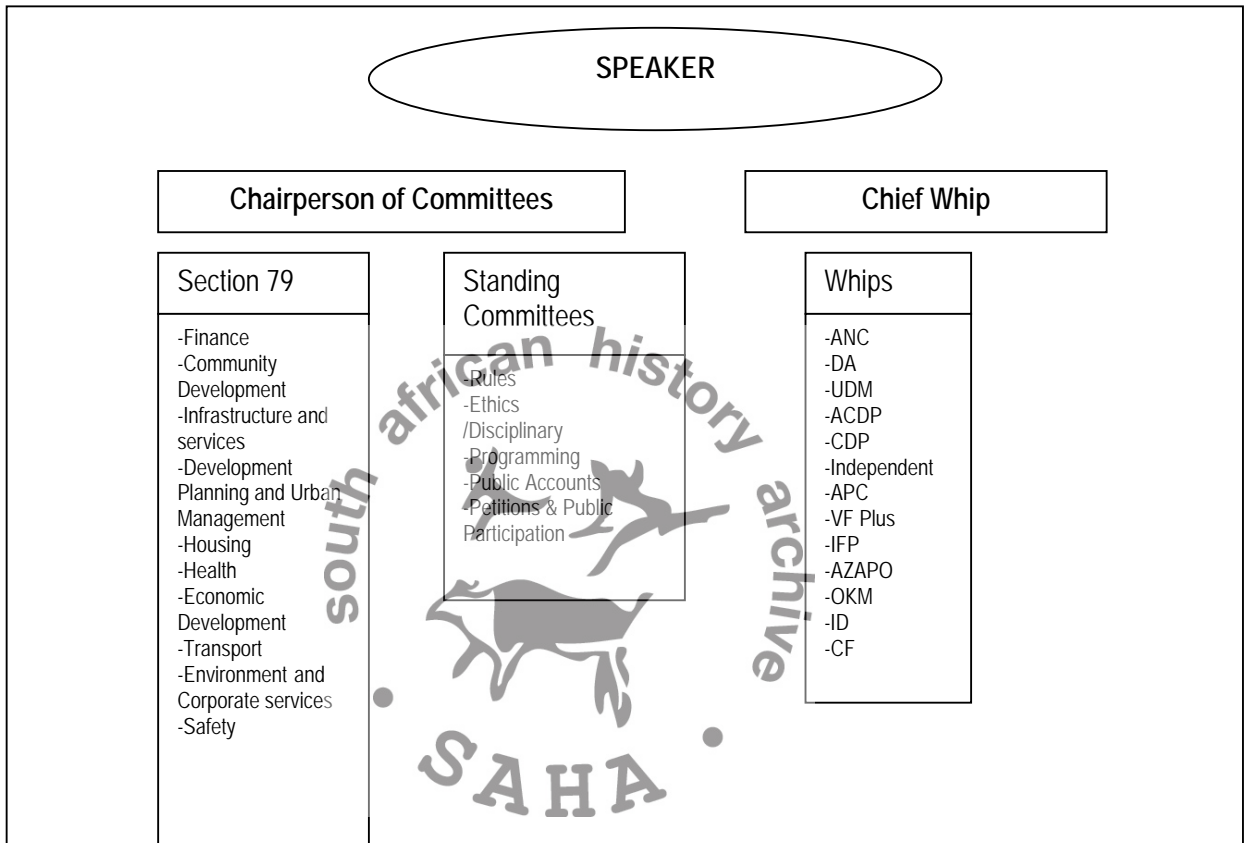 SPEAKER
Chairperson of Committees
Chief Whip
Section 79
-Finance
-Community
Development
-Infrastructure and
services
-Development
Planning and Urban
Management
-Housing
-Health
-Economic
Development
-Transport
-Environment and
Corporate services
-Safety
Standing
Committees
-Rules
-Ethics
/Disciplinary
-Programming
-Public Accounts
-Petitions & Public
Participation
Whips
-ANC
-DA
-UDM
-ACDP
-CDP
-Independent
-APC
-VF Plus
-IFP
-AZAPO
-OKM
-ID
-CF
south african history archive
• SAHA •